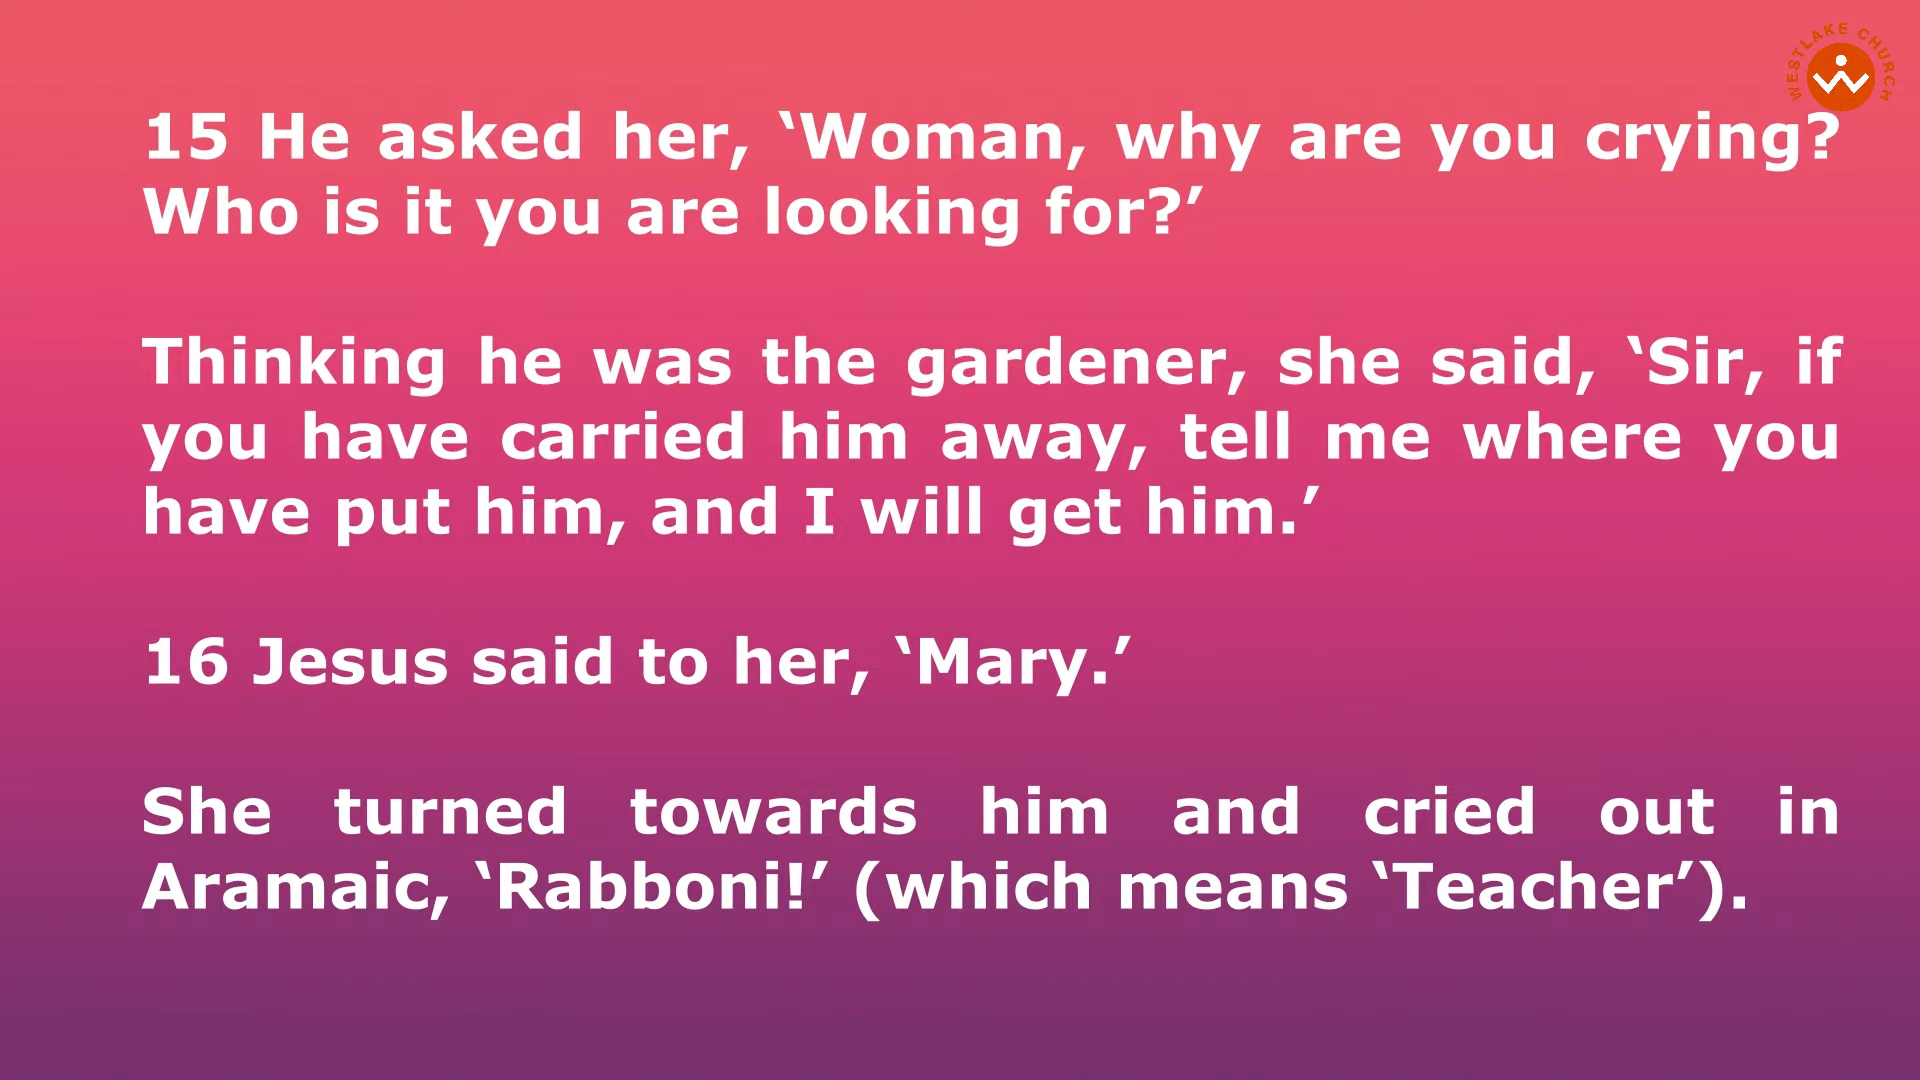 WESTLAKE CHURCH
15 He asked her, ‘Woman, why are you crying?
Who is it you are looking for?’
Thinking he was the gardener, she said, ‘Sir, if
you have carried him away, tell me where you
have put him, and I will get him.’
16 Jesus said to her, ‘Mary.’
She turned towards him and cried out in
Aramaic, ‘Rabboni!’ (which means ‘Teacher’).